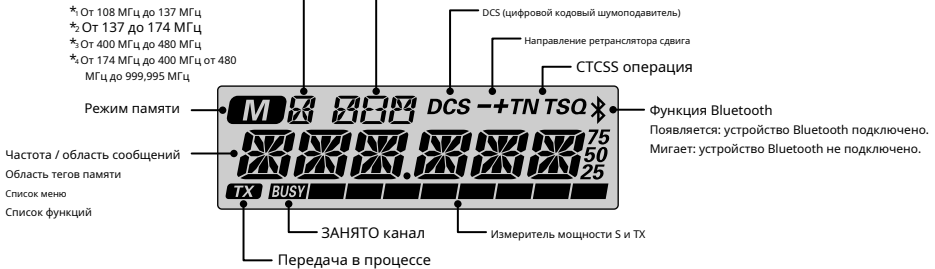 *1 От 108 МГц до 137 МГц
*2 От 137 до 174 МГц
*3 От 400 МГц до 480 МГц
*4 От 174 МГц до 400 МГц от 480
МГц до 999,995 МГц
DCS (цифровой кодовый шумоподавитель)
Направление ретранслятора сдвига
CTCSS операция
Режим памяти
M DCS -+TN TSQ
Функция Bluetooth
Появляется: устройство Bluetooth подключено.
Мигает: устройство Bluetooth не подключено.
Частота / область сообщений
Область тегов памяти
Список меню
Список функций
75
50
25
TX BUSY
ЗАНЯТО канал
Измеритель мощности S и TX
Передача в процессе